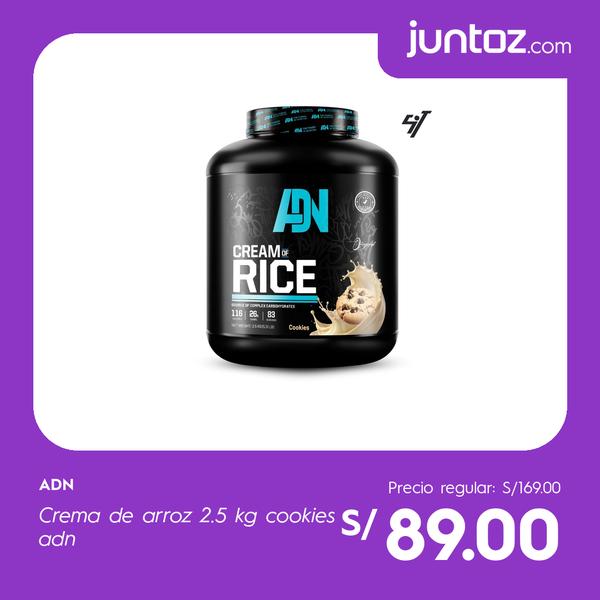 juntoz.com
ADN
CREAM OF
RICE
SOURCE OF COMPLEX CARBOHYDRATES
116 26g 83
Cookies
ADN
Precio regular: S/169.00
Crema de arroz 2.5 kg cookies
adn
S/ 89.00